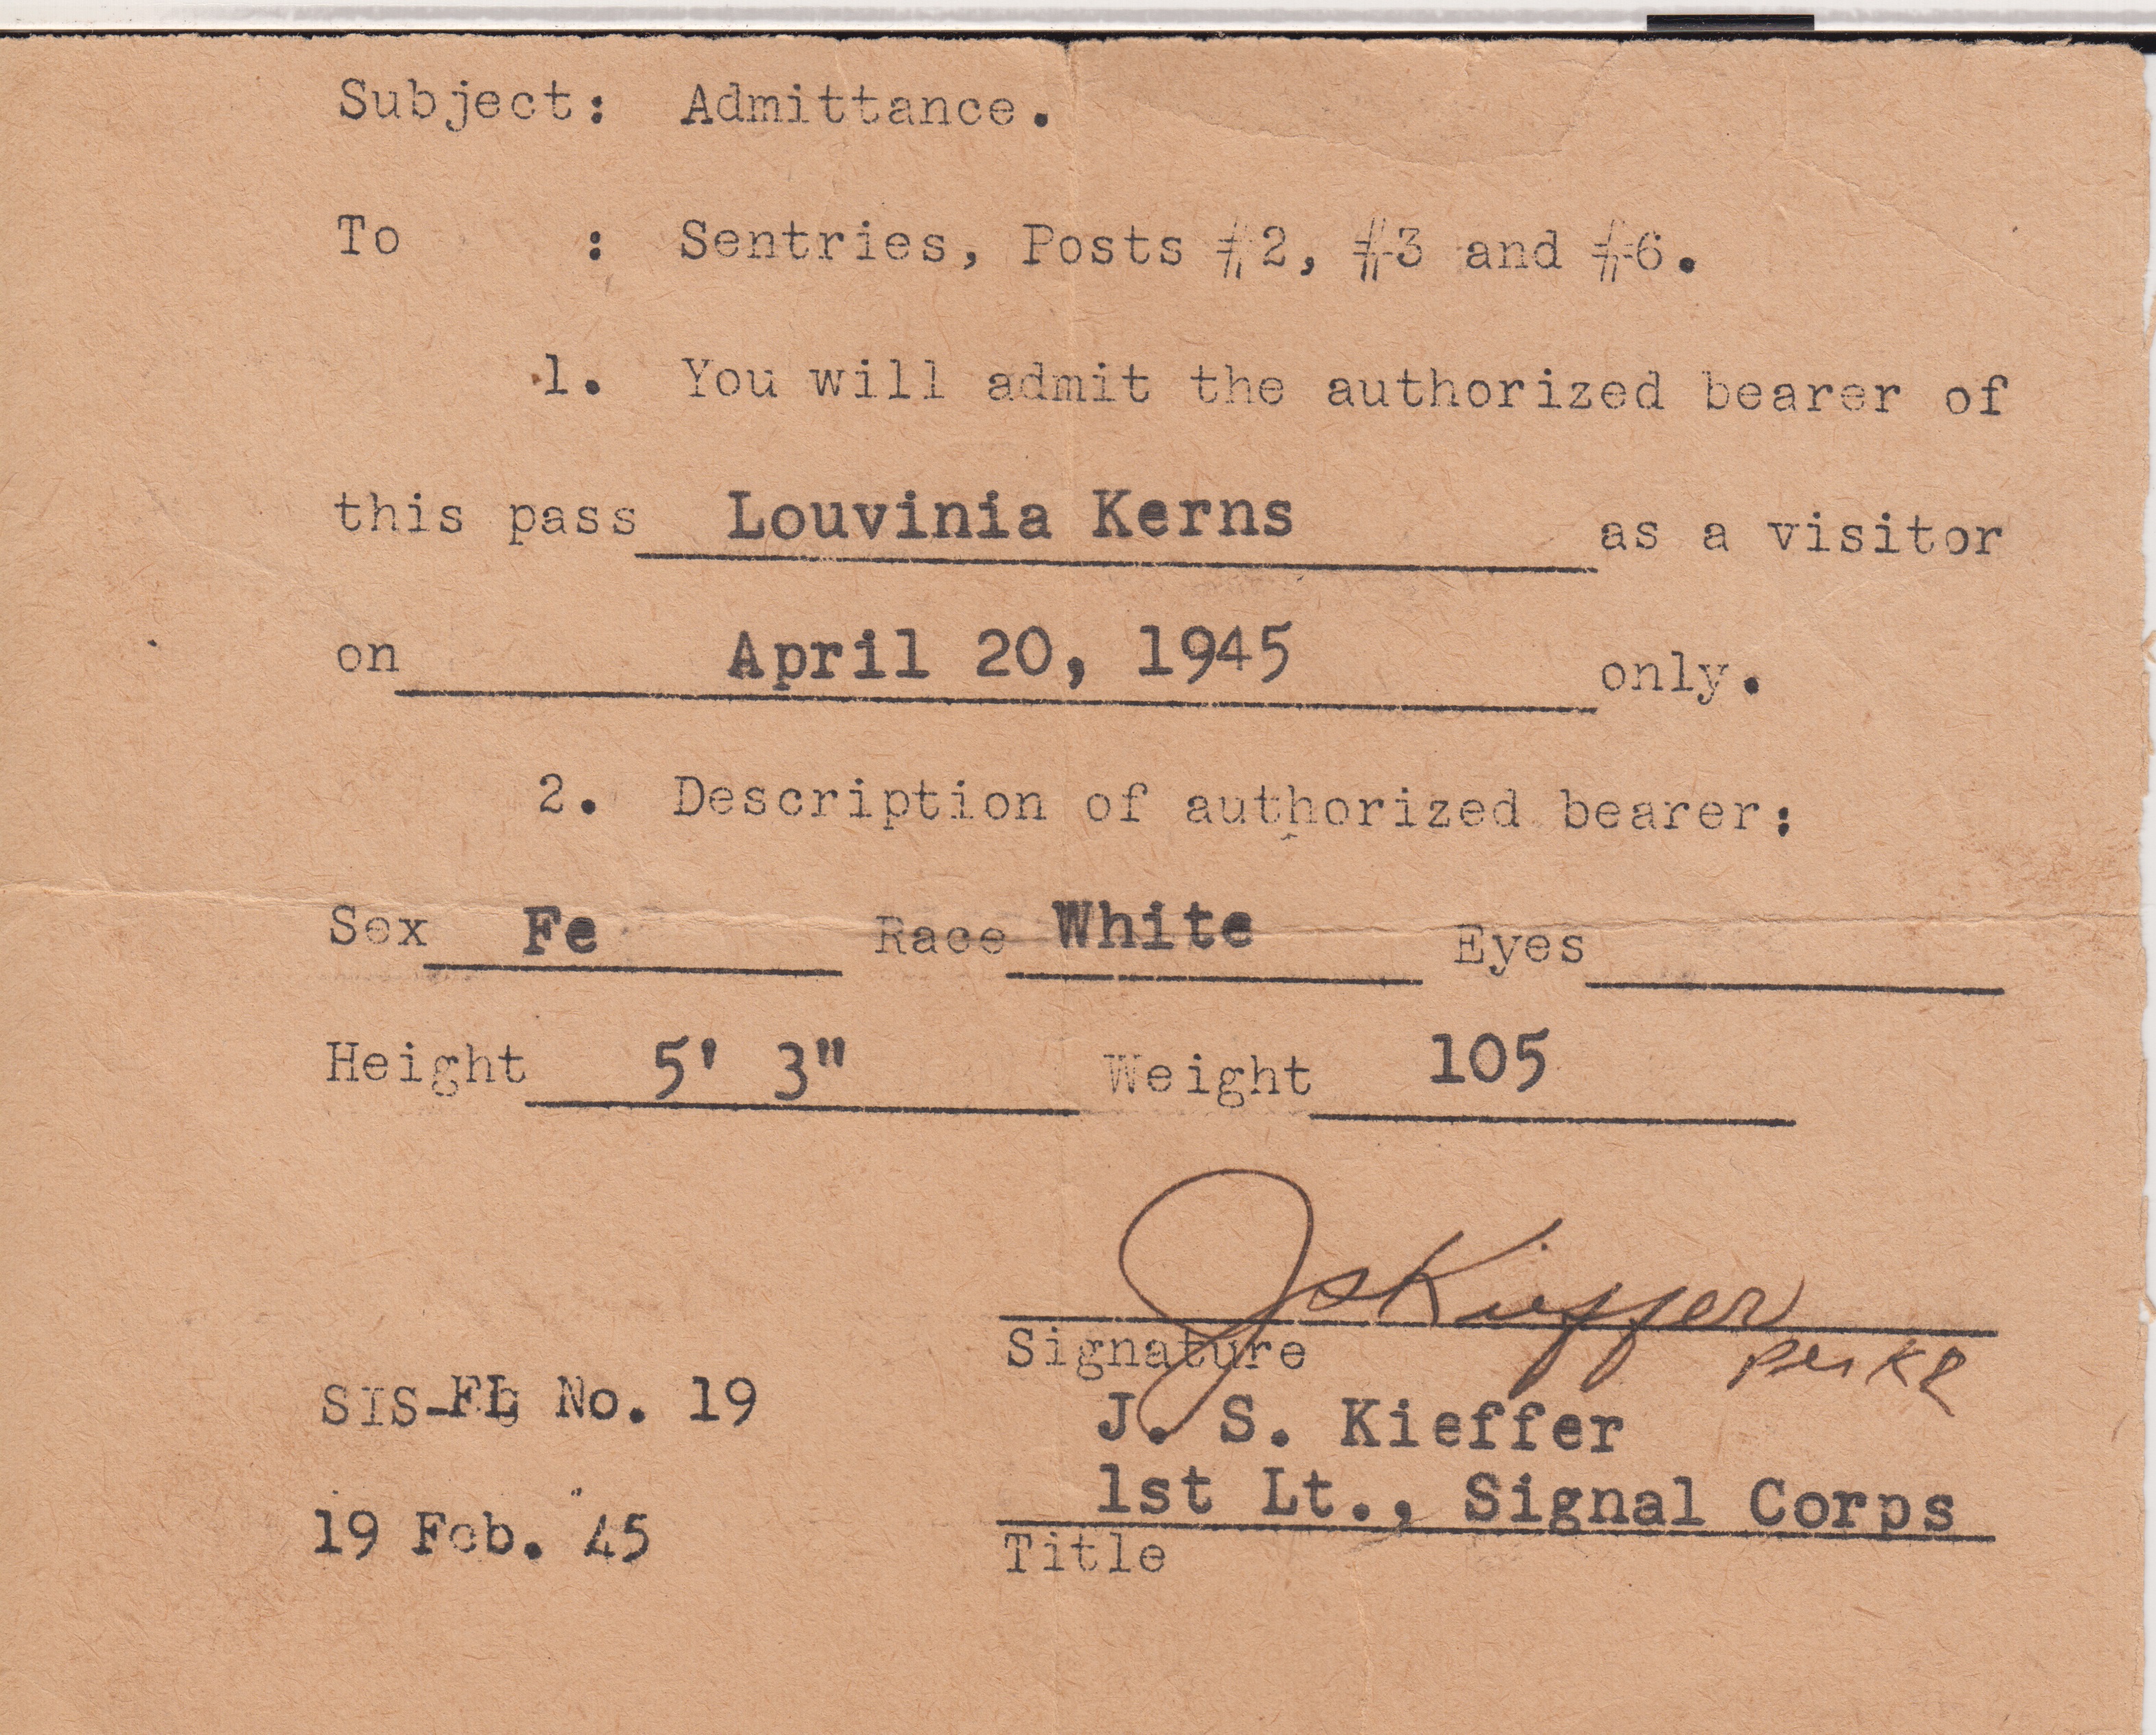 Subject: Admittance.
To : Sentries, Posts #2, #3 and #6.
1. You will admit the authorized bearer of
this pass Louvinia Kerns as a visitor
on April 20, 1945 only.
2. Description of authorized bearer:
Sex Fe Race White Eyes
Height 5' 3" Weight 105
JS Kieffer
Signature per
SIS-FL No. 19 J. S. Kieffer
1st Lt., Signal Corps
19 Feb. 45 Title